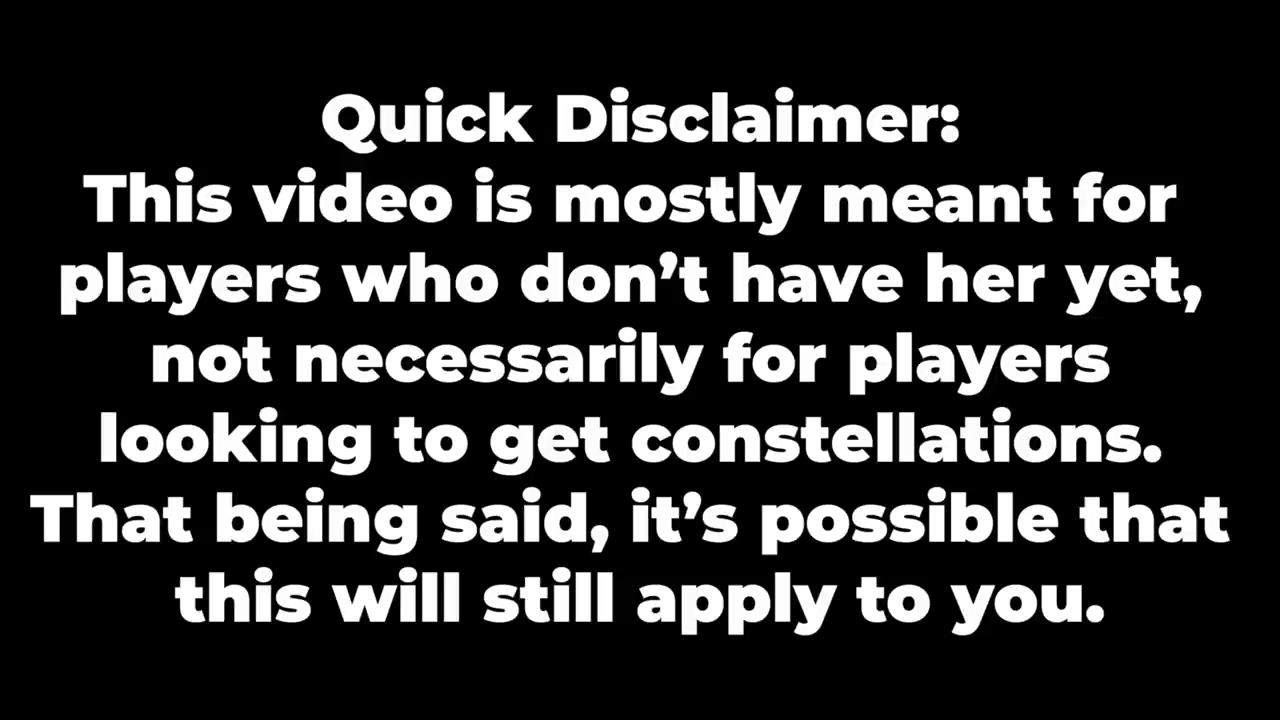 Quick Disclaimer:
This video is mostly meant for
players who don’t have her yet,
not necessarily for players
looking to get constellations.
That being said, it’s possible that
this will still apply to you.